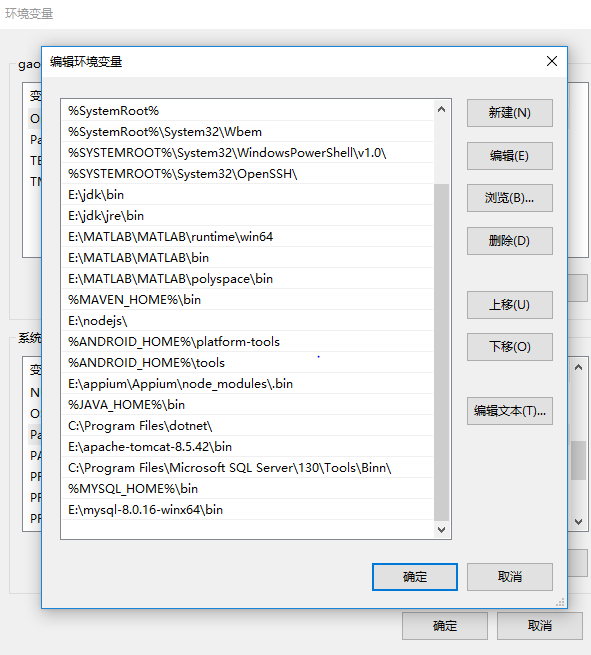 环境变量
gao
编辑环境变量
%SystemRoot%
%SystemRoot%\System32\Wbem
%SYSTEMROOT%\System32\WindowsPowerShell\v1.0\
%SYSTEMROOT%\System32\OpenSSH\
E:\jdk\bin
E:\jdk\jre\bin
E:\MATLAB\MATLAB\runtime\win64
E:\MATLAB\MATLAB\bin
E:\MATLAB\MATLAB\polyspace\bin
%MAVEN_HOME%\bin
E:\nodejs\
%ANDROID_HOME%\platform-tools
%ANDROID_HOME%\tools
E:\appium\Appium\node_modules\.bin
%JAVA_HOME%\bin
C:\Program Files\dotnet\
E:\apache-tomcat-8.5.42\bin
C:\Program Files\Microsoft SQL Server\130\Tools\Binn\
%MYSQL_HOME%\bin
E:\mysql-8.0.16-winx64\bin
新建(N)
编辑(E)
浏览(B)...
删除(D)
上移(U)
下移(O)
编辑文本(T)...
确定
取消
变
Pa
TE
系统
变
Pa
PA
确定
取消